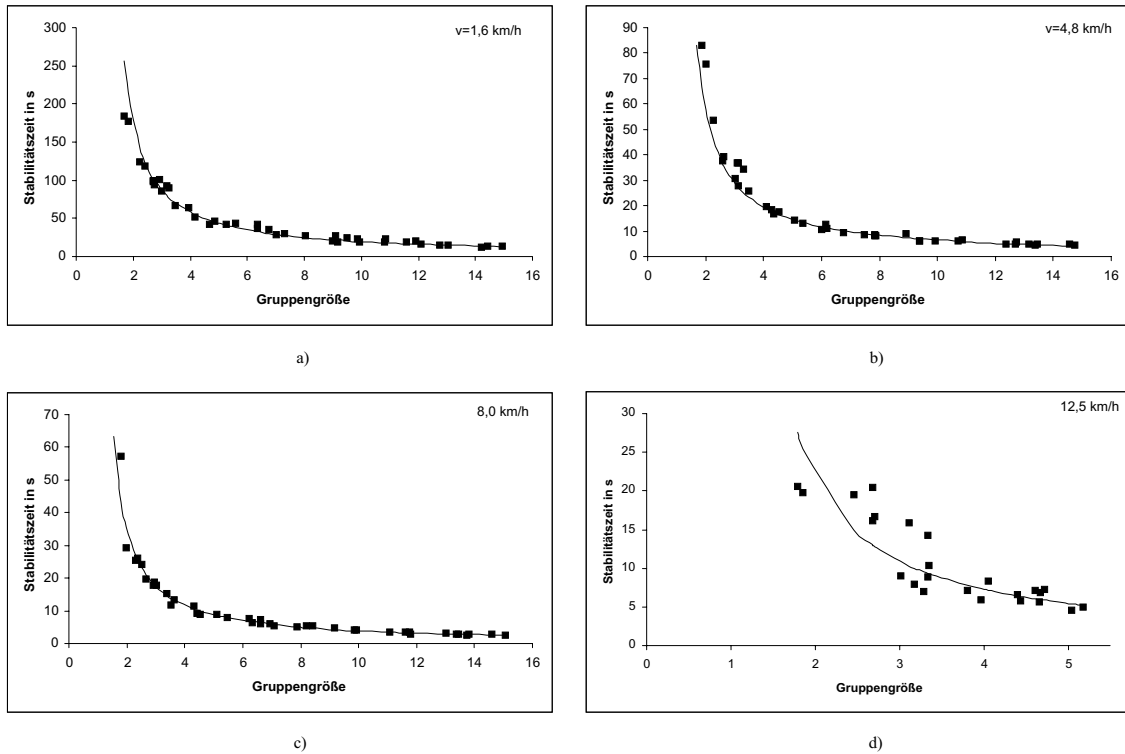 v=1,6 km/h
Stabilitätszeit in s
300
250
200
150
100
50
0
0 2 4 6 8 10 12 14 16
Gruppengröße
a)
v=4,8 km/h
Stabilitätszeit in s
90
80
70
60
50
40
30
20
10
0
0 2 4 6 8 10 12 14 16
Gruppengröße
b)
8,0 km/h
Stabilitätszeit in s
70
60
50
40
30
20
10
0
0 2 4 6 8 10 12 14 16
Gruppengröße
c)
12,5 km/h
Stabilitätszeit in s
30
25
20
15
10
5
0
0 1 2 3 4 5
Gruppengröße
d)